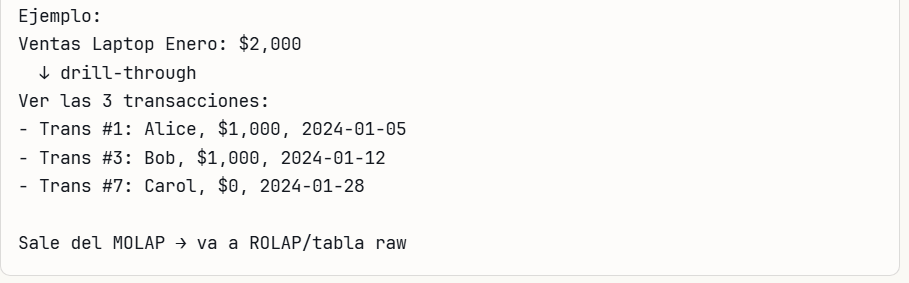 Ejemplo:
Ventas Laptop Enero: $2,000
↓ drill-through
Ver las 3 transacciones:
- Trans #1: Alice, $1,000, 2024-01-05
- Trans #3: Bob, $1,000, 2024-01-12
- Trans #7: Carol, $0, 2024-01-28
Sale del MOLAP → va a ROLAP/tabla raw